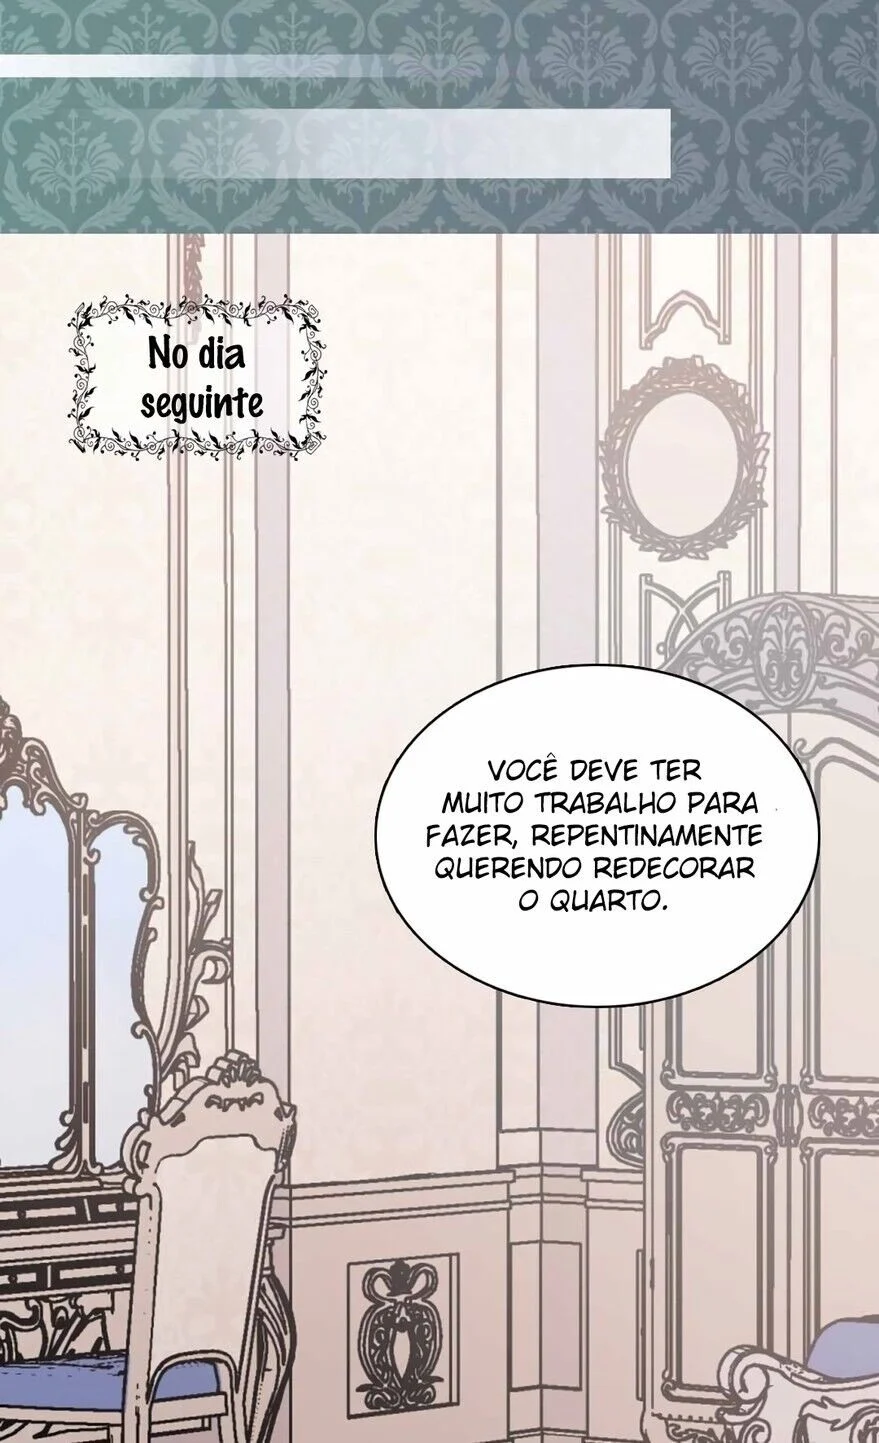 No dia
seguinte
VOCÊ DEVE TER
MUITO TRABALHO PARA
FAZER, REPENTINAMENTE
QUERENDO REDECORAR
O QUARTO.